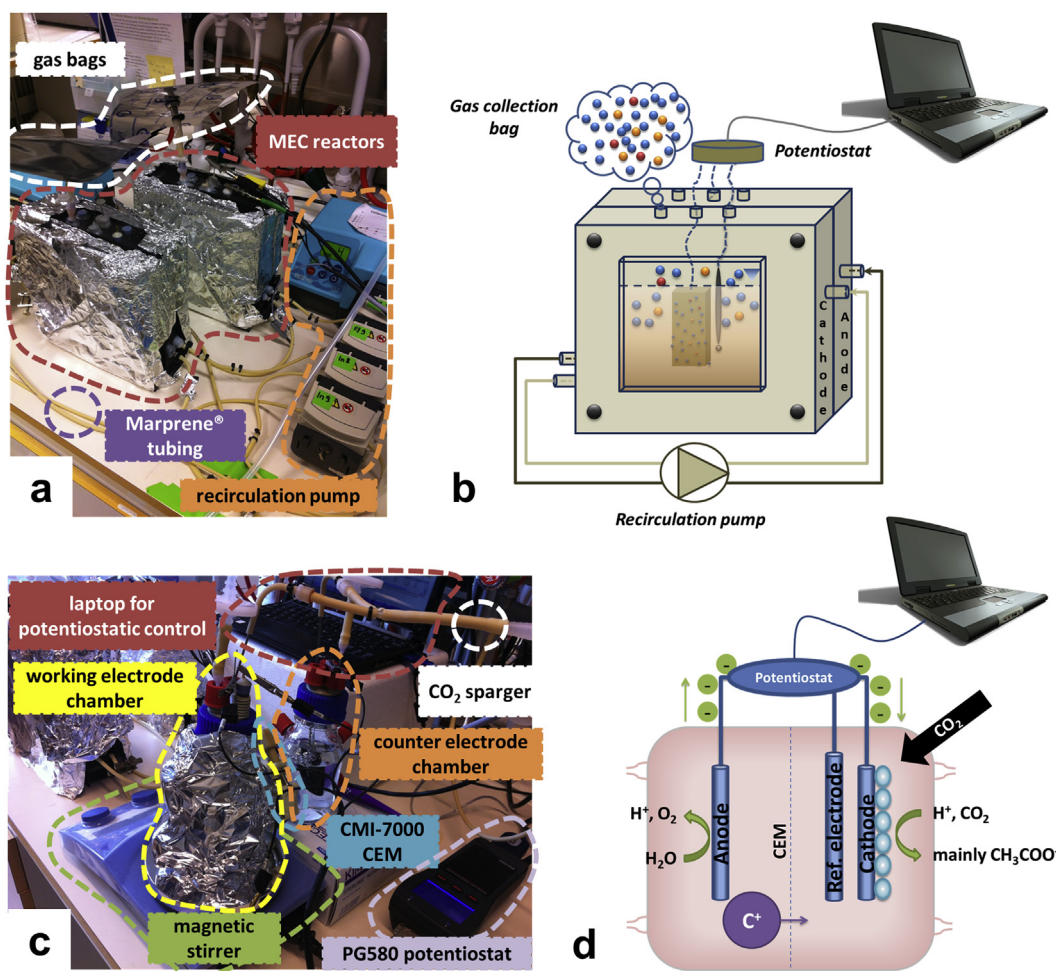 gas bags
MEC reactors
Marprene® tubing
recirculation pump
a
Gas collection
bag
Potentiostat
Cathode
Anode
Recirculation pump
b
In 3
laptop for
potentiostatic control
working electrode
chamber
CO2 sparger
counter electrode
chamber
CMI-7000
CEM
magnetic
stirrer
PG580 potentiostat
c
Potentiostat
CO2
H+, O2
H2O
Anode
CEM
Ref. electrode
Cathode
H+, CO2
mainly CH3COO-
C+
d